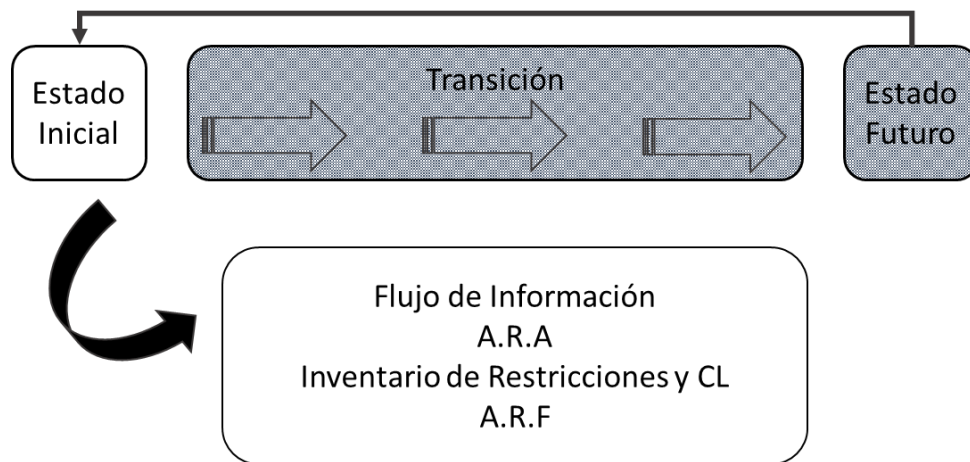 Estado
Inicial
Transición
Estado
Futuro
Flujo de Información
A.R.A
Inventario de Restricciones y CL
A.R.F